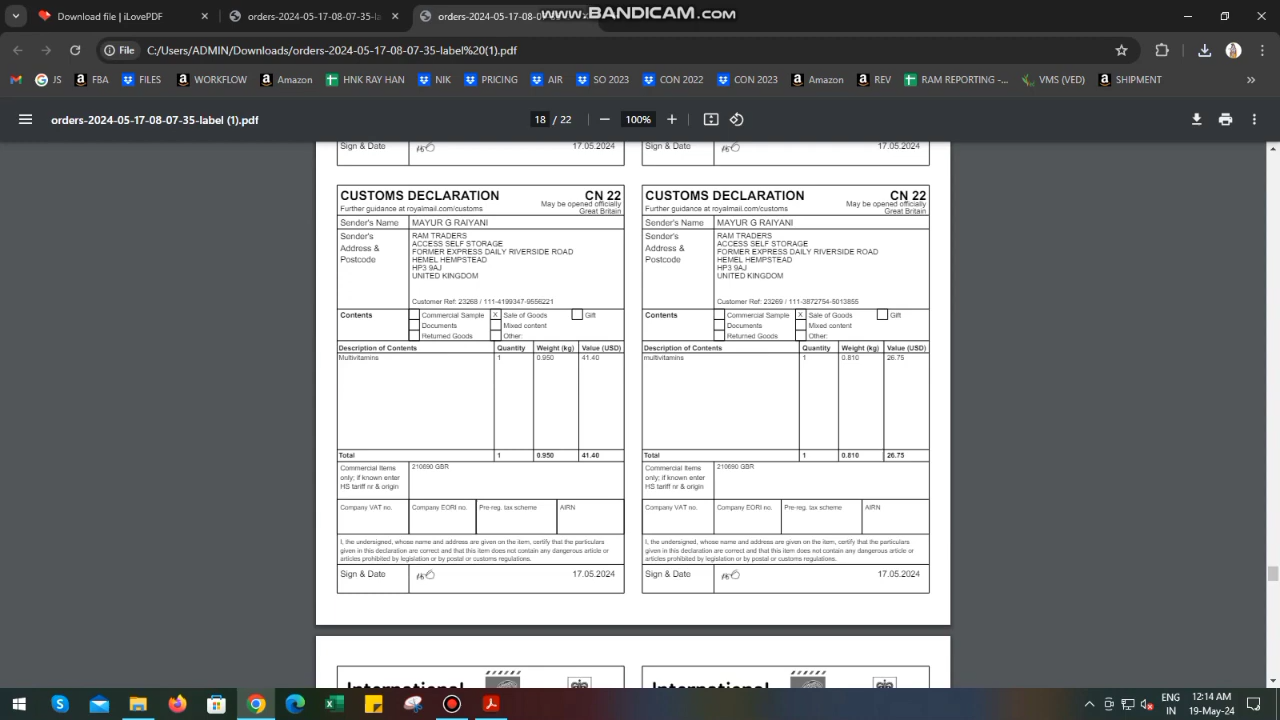 Download file | iLovePDF
orders-2024-05-17-08-07-35-la
orders-2024-05-17-08-0
www.BANDICAM.com
File
C:/Users/ADMIN/Downloads/orders-2024-05-17-08-07-35-label%20(1).pdf
JS
FBA
FILES
WORKFLOW
Amazon
HNK RAY HAN
NIK
PRICING
AIR
SO 2023
CON 2022
CON 2023
Amazon
REV
RAM REPORTING -...
VMS (VED)
SHIPMENT
orders-2024-05-17-08-07-35-label (1).pdf
18 / 22
100%
Sign & Date 17.05.2024
Sign & Date 17.05.2024
CUSTOMS DECLARATION CN 22
Further guidance at royalmail.com/customs
May be opened officially
Great Britain
Sender's Name MAYUR G RAIYANI
Sender's
Address &
Postcode
RAM TRADERS
ACCESS SELF STORAGE
FORMER EXPRESS DAILY RIVERSIDE ROAD
HEMEL HEMPSTEAD
HP3 9AJ
UNITED KINGDOM
Customer Ref: 23268 / 111-4199347-9556221
Contents Commercial Sample X Sale of Goods Gift
Documents Mixed content
Returned Goods Other:
Description of Contents Quantity Weight (kg) Value (USD)
Multivitamins 1 0.950 41.40
Total 1 0.950 41.40
Commercial Items
only; if known enter
HS tariff nr & origin
210690 GBR
Company VAT no. Company EORI no. Pre-reg. tax scheme AIRN
I, the undersigned, whose name and address are given on the item, certify that the particulars
given in this declaration are correct and that this item does not contain any dangerous article or
articles prohibited by legislation or by postal or customs regulations.
Sign & Date 17.05.2024
CUSTOMS DECLARATION CN 22
Further guidance at royalmail.com/customs
May be opened officially
Great Britain
Sender's Name MAYUR G RAIYANI
Sender's
Address &
Postcode
RAM TRADERS
ACCESS SELF STORAGE
FORMER EXPRESS DAILY RIVERSIDE ROAD
HEMEL HEMPSTEAD
HP3 9AJ
UNITED KINGDOM
Customer Ref: 23269 / 111-3872754-5013855
Contents Commercial Sample X Sale of Goods Gift
Documents Mixed content
Returned Goods Other:
Description of Contents Quantity Weight (kg) Value (USD)
multivitamins 1 0.810 26.75
Total 1 0.810 26.75
Commercial Items
only; if known enter
HS tariff nr & origin
210690 GBR
Company VAT no. Company EORI no. Pre-reg. tax scheme AIRN
I, the undersigned, whose name and address are given on the item, certify that the particulars
given in this declaration are correct and that this item does not contain any dangerous article or
articles prohibited by legislation or by postal or customs regulations.
Sign & Date 17.05.2024
International
International
ENG
IN
12:14 AM
19-May-24